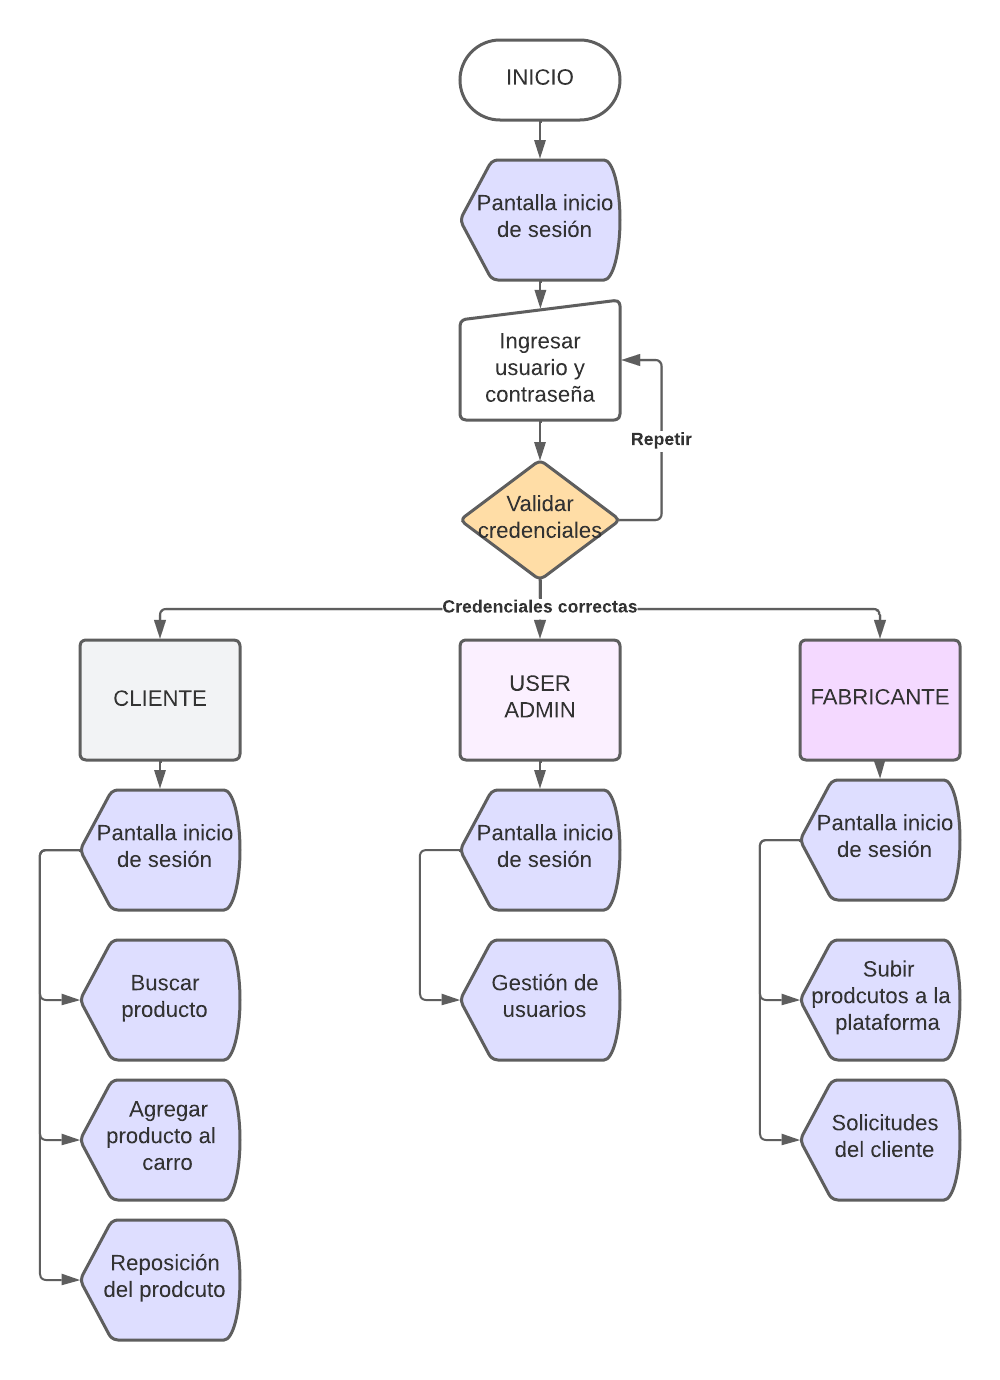 INICIO
Pantalla inicio
de sesión
Ingresar
usuario y
contraseña
Repetir
Validar
credenciales
Credenciales correctas
CLIENTE
USER
ADMIN
FABRICANTE
Pantalla inicio
de sesión
Pantalla inicio
de sesión
Pantalla inicio
de sesión
Buscar
producto
Gestión de
usuarios
Subir
prodcutos a la
plataforma
Agregar
producto al
carro
Solicitudes
del cliente
Reposición
del prodcuto